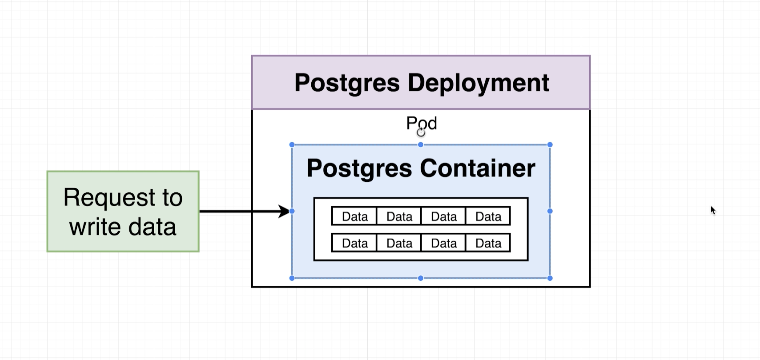 Postgres Deployment
Pod
Postgres Container
Request to
write data
Data Data Data Data
Data Data Data Data